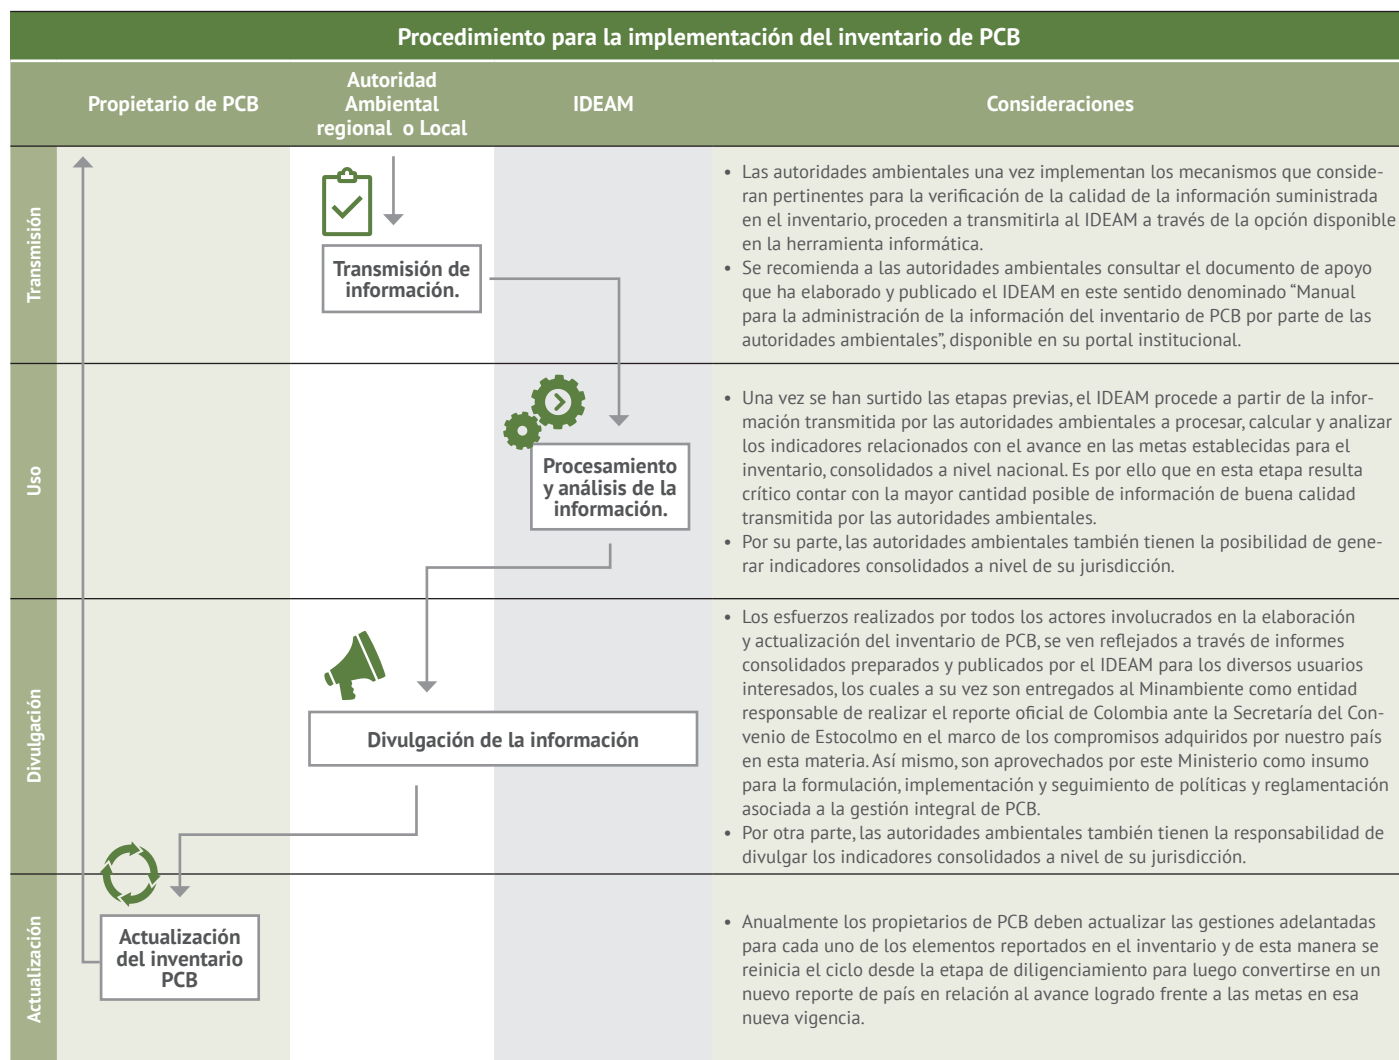 Procedimiento para la implementación del inventario de PCB
Propietario de PCB
Autoridad
Ambiental
regional o Local
IDEAM
Consideraciones
Transmisión
Transmisión de
información.
• Las autoridades ambientales una vez implementan los mecanismos que conside-
ran pertinentes para la verificación de la calidad de la información suministrada
en el inventario, proceden a transmitirla al IDEAM a través de la opción disponible
en la herramienta informática.
• Se recomienda a las autoridades ambientales consultar el documento de apoyo
que ha elaborado y publicado el IDEAM en este sentido denominado “Manual
para la administración de la información del inventario de PCB por parte de las
autoridades ambientales”, disponible en su portal institucional.
Uso
Procesamiento
y análisis de la
información.
• Una vez se han surtido las etapas previas, el IDEAM procede a partir de la infor-
mación transmitida por las autoridades ambientales a procesar, calcular y analizar
los indicadores relacionados con el avance en las metas establecidas para el
inventario, consolidados a nivel nacional. Es por ello que en esta etapa resulta
crítico contar con la mayor cantidad posible de información de buena calidad
transmitida por las autoridades ambientales.
• Por su parte, las autoridades ambientales también tienen la posibilidad de gene-
rar indicadores consolidados a nivel de su jurisdicción.
Divulgación
Divulgación de la información
• Los esfuerzos realizados por todos los actores involucrados en la elaboración
y actualización del inventario de PCB, se ven reflejados a través de informes
consolidados preparados y publicados por el IDEAM para los diversos usuarios
interesados, los cuales a su vez son entregados al Minambiente como entidad
responsable de realizar el reporte oficial de Colombia ante la Secretaría del Con-
venio de Estocolmo en el marco de los compromisos adquiridos por nuestro país
en esta materia. Así mismo, son aprovechados por este Ministerio como insumo
para la formulación, implementación y seguimiento de políticas y reglamentación
asociada a la gestión integral de PCB.
• Por otra parte, las autoridades ambientales también tienen la responsabilidad de
divulgar los indicadores consolidados a nivel de su jurisdicción.
Actualización
Actualización
del inventario
PCB
• Anualmente los propietarios de PCB deben actualizar las gestiones adelantadas
para cada uno de los elementos reportados en el inventario y de esta manera se
reinicia el ciclo desde la etapa de diligenciamiento para luego convertirse en un
nuevo reporte de país en relación al avance logrado frente a las metas en esa
nueva vigencia.